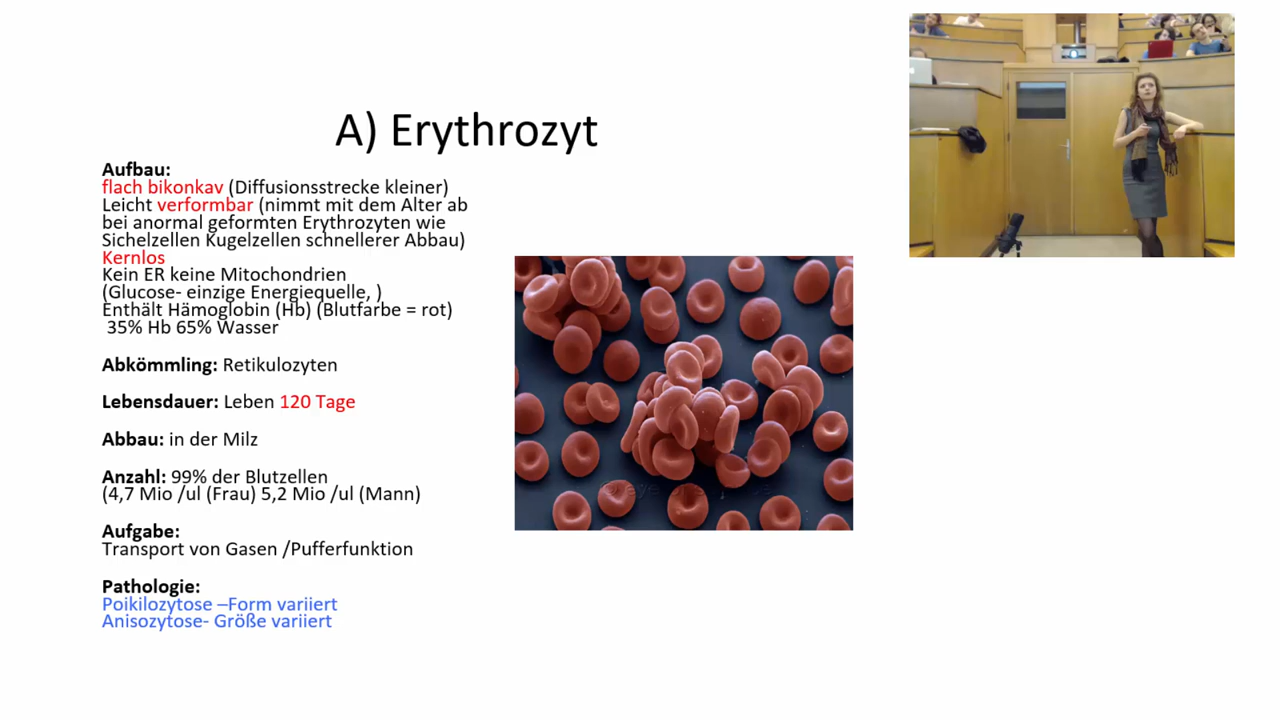 A) Erythrozyt
Aufbau:
flach bikonkav (Diffusionsstrecke kleiner)
Leicht verformbar (nimmt mit dem Alter ab
bei anormal geformten Erythrozyten wie
Sichelzellen Kugelzellen schnellerer Abbau)
Kernlos
Kein ER keine Mitochondrien
(Glucose- einzige Energiequelle, )
Enthält Hämoglobin (Hb) (Blutfarbe = rot)
35% Hb 65% Wasser
Abkömmling: Retikulozyten
Lebensdauer: Leben 120 Tage
Abbau: in der Milz
Anzahl: 99% der Blutzellen
(4,7 Mio /ul (Frau) 5,2 Mio /ul (Mann)
Aufgabe:
Transport von Gasen /Pufferfunktion
Pathologie:
Poikilozytose –Form variiert
Anisozytose- Größe variiert